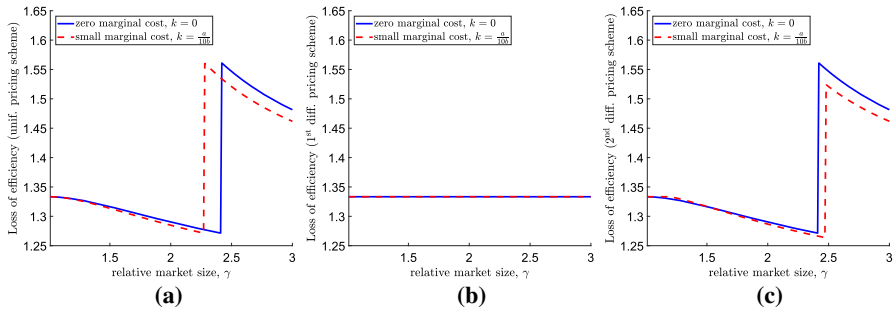 Loss of efficiency (unif. pricing scheme)
1.65
1.6
1.55
1.5
1.45
1.4
1.33
1.3
1.25
zero marginal cost, k = 0
small marginal cost, k = a/10b
1.5
2
2.5
3
relative market size, γ
(a)
Loss of efficiency (1st diff. pricing scheme)
1.65
1.6
1.55
1.5
1.45
1.4
1.33
1.3
1.25
zero marginal cost, k = 0
small marginal cost, k = a/10b
1.5
2
2.5
3
relative market size, γ
(b)
Loss of efficiency (2nd diff. pricing scheme)
1.65
1.6
1.55
1.5
1.45
1.4
1.33
1.3
1.25
zero marginal cost, k = 0
small marginal cost, k = a/10b
1.5
2
2.5
3
relative market size, γ
(c)